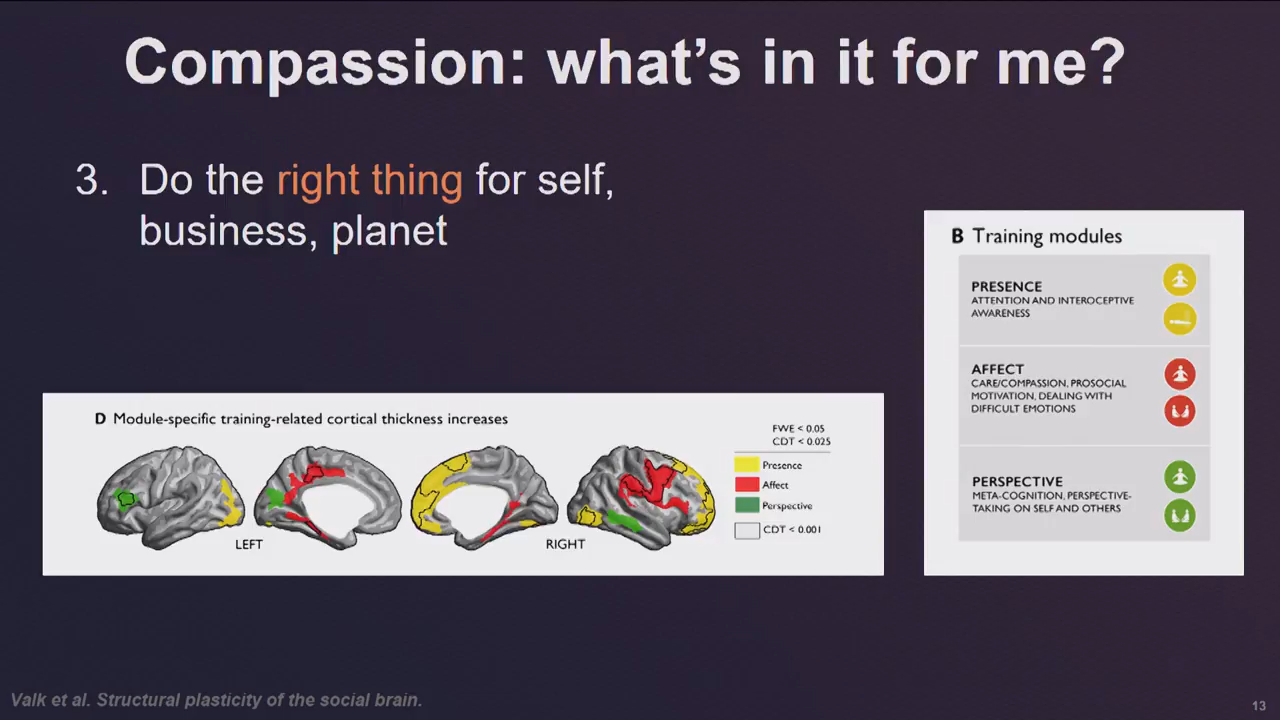 Compassion: what's in it for me?
3. Do the right thing for self,
business, planet
B Training modules
PRESENCE
ATTENTION AND INTEROCEPTIVE
AWARENESS
AFFECT
CARE/COMPASSION, PROSOCIAL
MOTIVATION, DEALING WITH
DIFFICULT EMOTIONS
PERSPECTIVE
META-COGNITION, PERSPECTIVE-
TAKING ON SELF AND OTHERS
D Module-specific training-related cortical thickness increases
FWE < 0.05
CDT < 0.025
Presence
Affect
Perspective
CDT < 0.001
LEFT
RIGHT
Valk et al. Structural plasticity of the social brain.
13